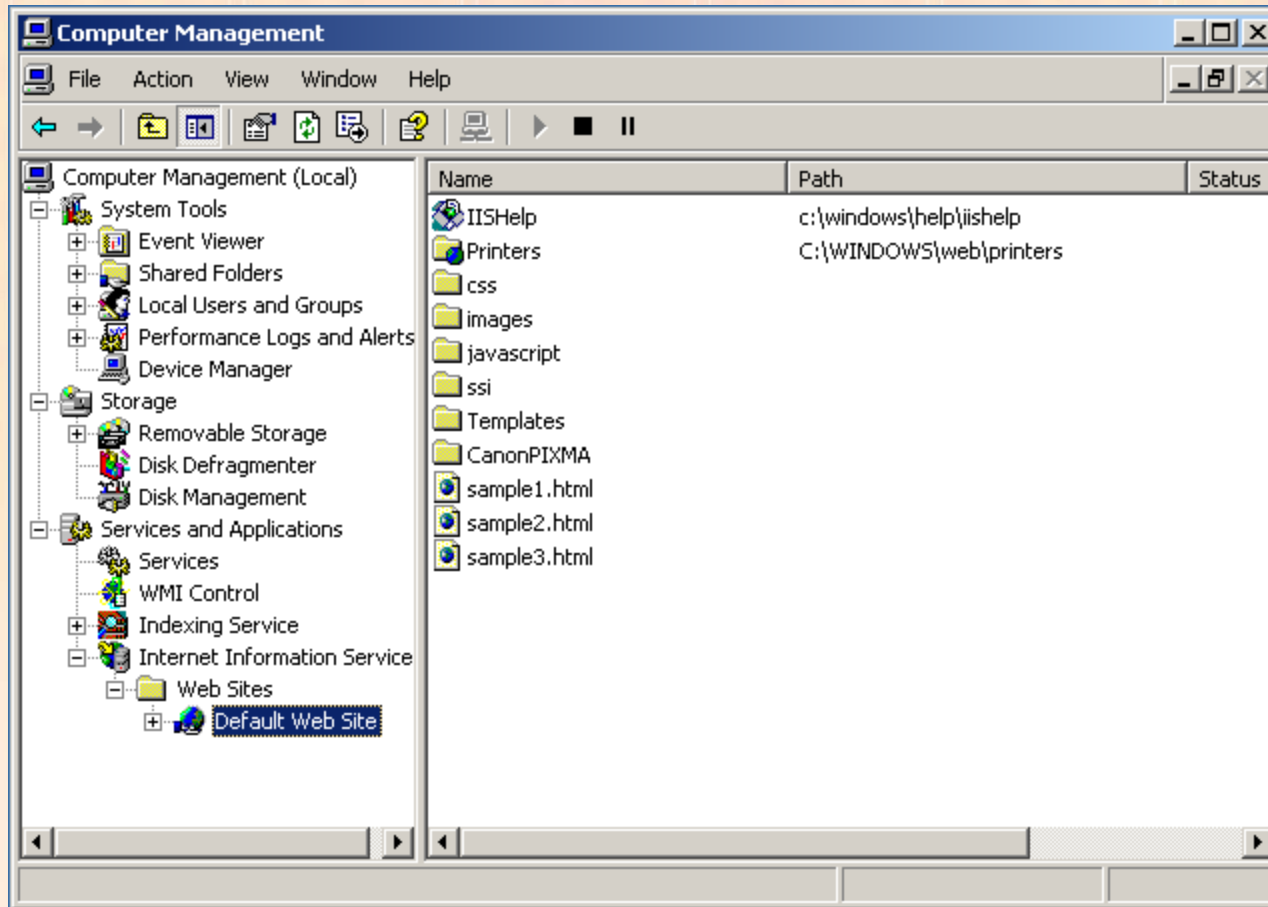 Computer Management
File Action View Window Help
Computer Management (Local)
System Tools
Event Viewer
Shared Folders
Local Users and Groups
Performance Logs and Alerts
Device Manager
Storage
Removable Storage
Disk Defragmenter
Disk Management
Services and Applications
Services
WMI Control
Indexing Service
Internet Information Service
Web Sites
Default Web Site
Name Path Status
IISHelp c:\windows\help\iishelp
Printers C:\WINDOWS\web\printers
css
images
javascript
ssi
Templates
CanonPIXMA
sample1.html
sample2.html
sample3.html